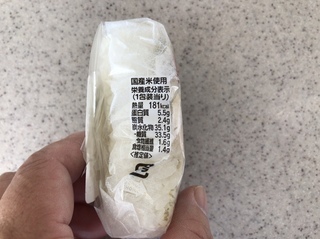 国産米使用
栄養成分表示
(1包装当り)
熱量 181kcal
蛋白質 5.5g
脂質 2.4g
炭水化物 35.1g
-糖質 33.5g
-食物繊維 1.6g
食塩相当量 1.4g
(推定値)